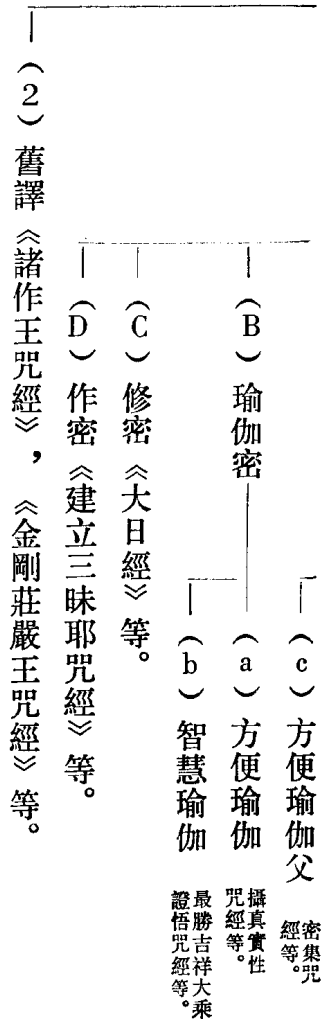 （c）方便瑜伽父 密集咒
經等。
（B）瑜伽密 （a）方便瑜伽 攝真實性
咒經等。
（b）智慧瑜伽 最勝吉祥大乘
證悟咒經等。
（C）修密《大日經》等。
（D）作密《建立三昧耶咒經》等。
（2）舊譯《諸作王咒經》，《金剛莊嚴王咒經》等。